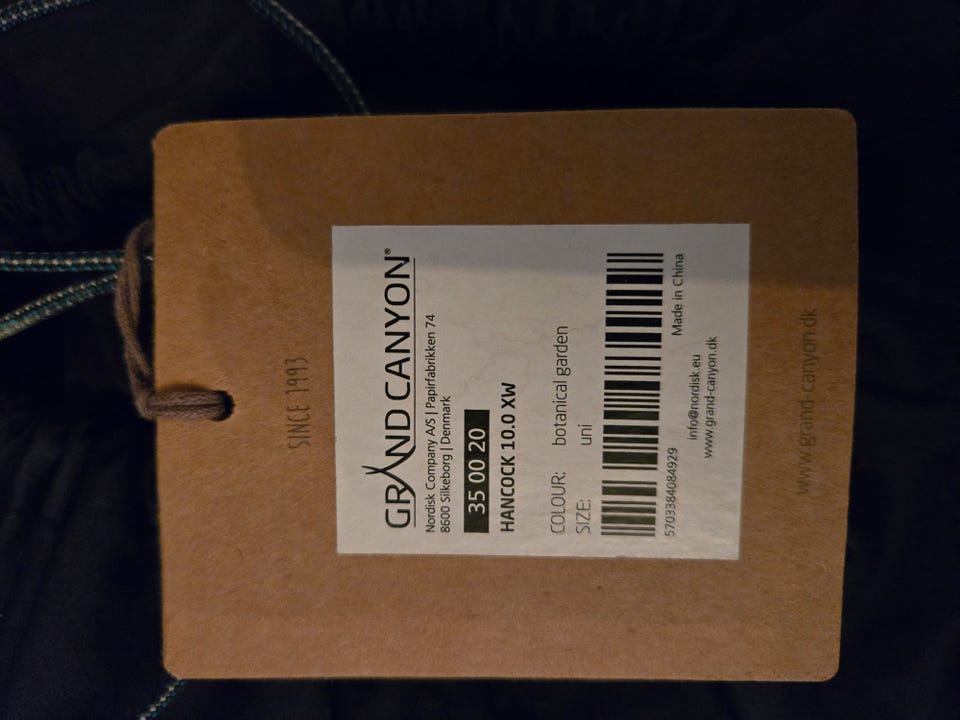 SINCE 1993
GRAND CANYON®
Nordisk Company A/S | Papirfabrikken 74
8600 Silkeborg | Denmark
35 00 20
HANCOCK 10.0 XW
COLOUR: botanical garden
SIZE: uni
5703384084929
Made in China
info@nordisk.eu
www.grand-canyon.dk
www.grand-canyon.dk